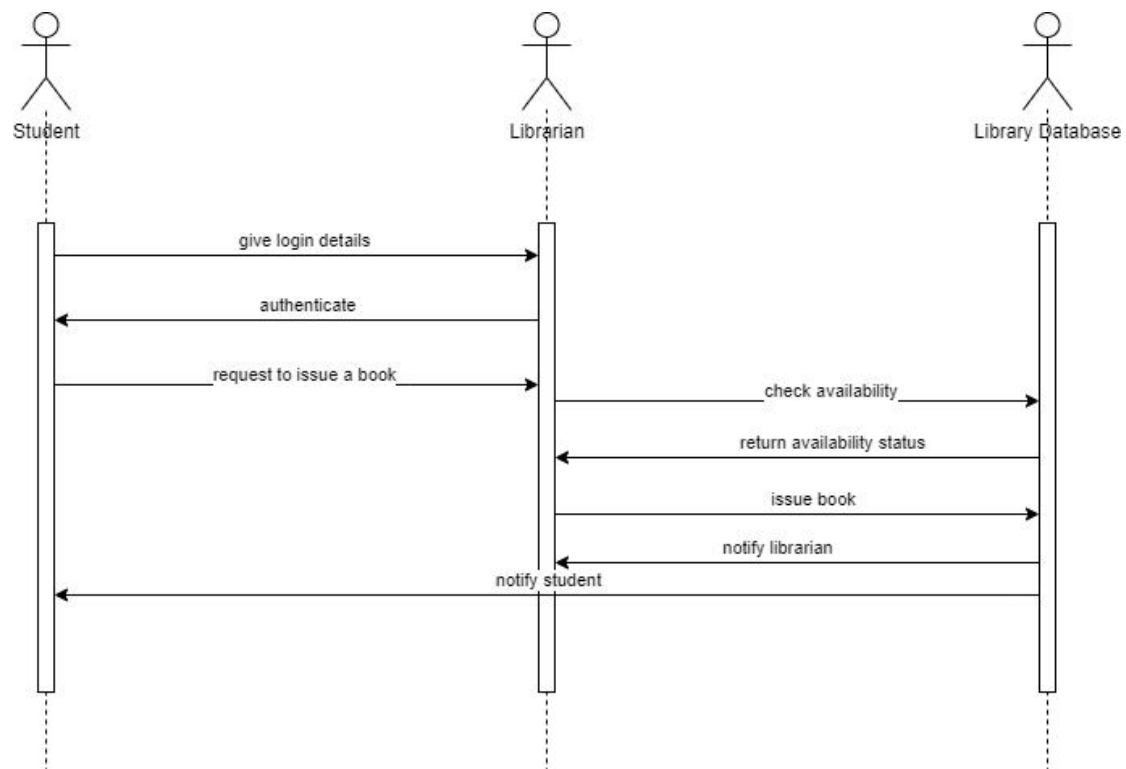 Student
Librarian
Library Database
give login details
authenticate
request to issue a book
check availability
return availability status
issue book
notify librarian
notify student